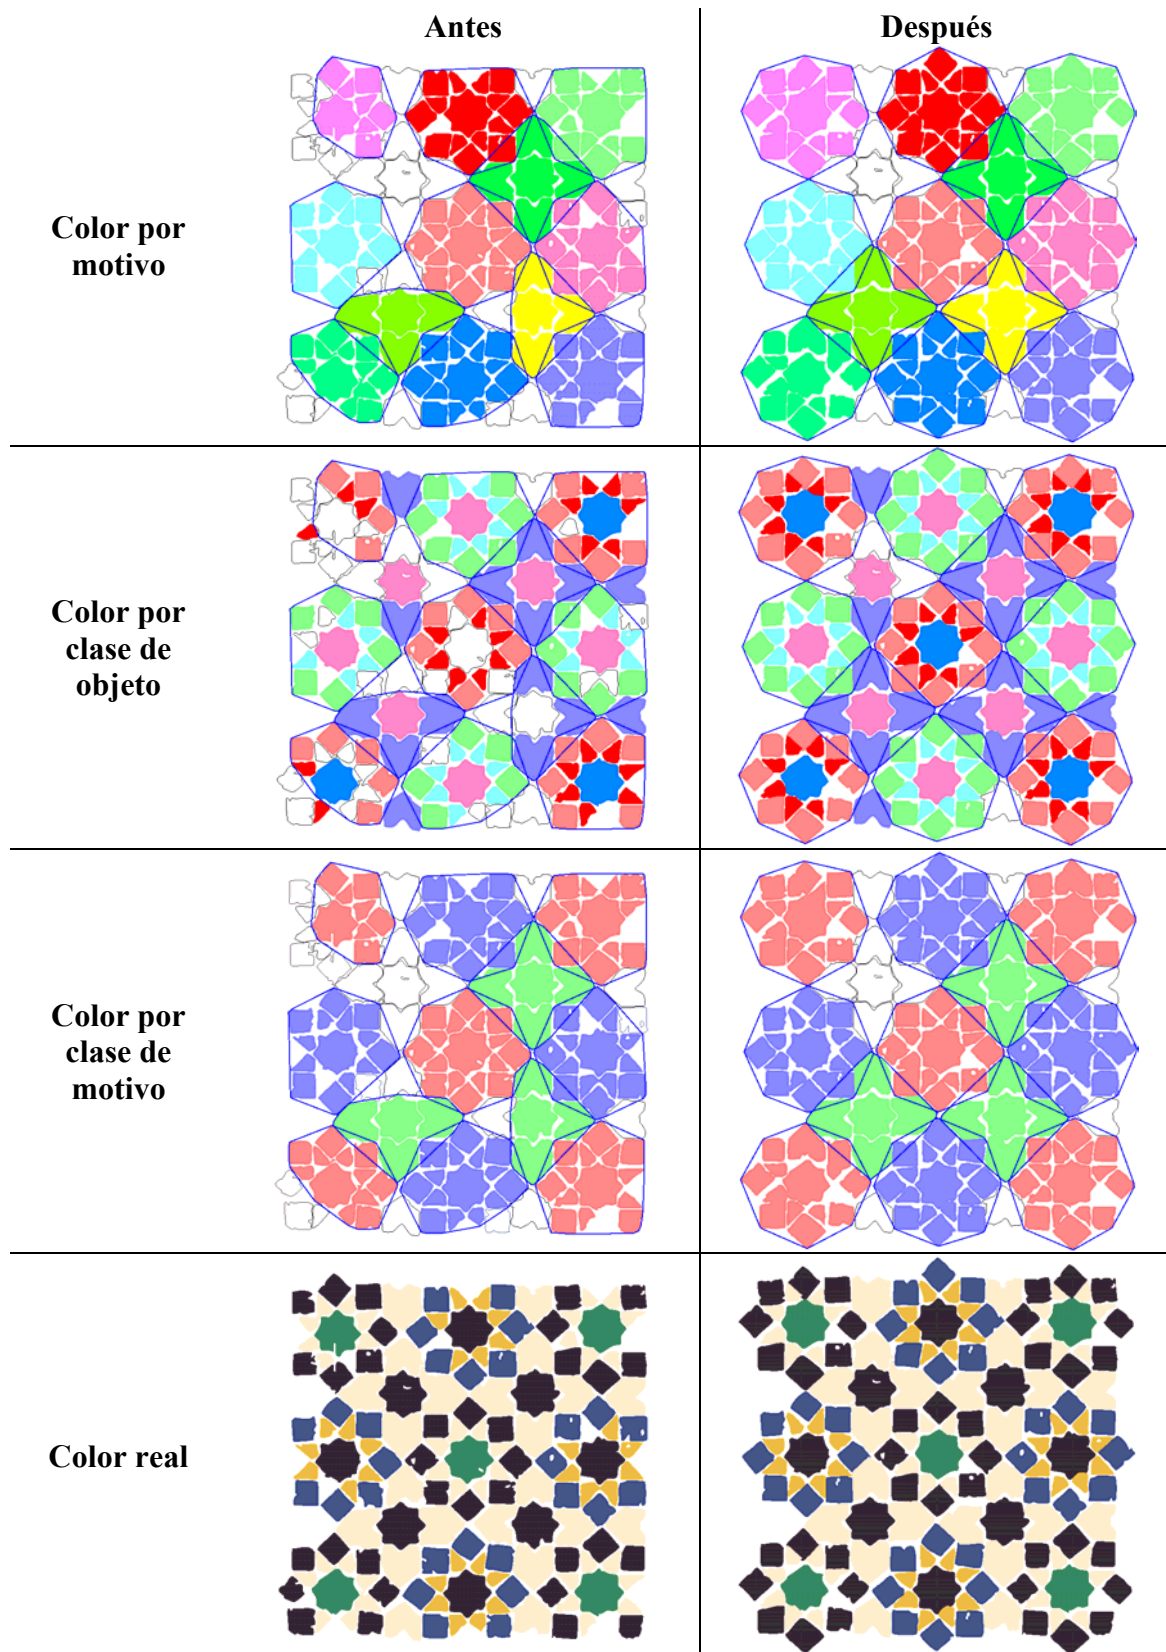 Antes
Después
Color por
motivo
Color por
clase de
objeto
Color por
clase de
motivo
Color real